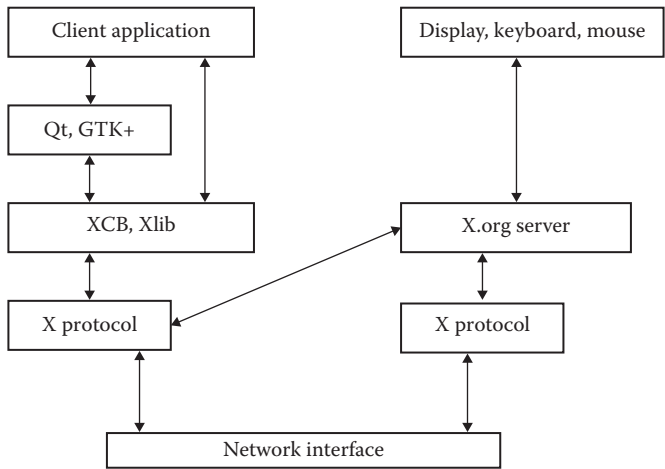 Client application
Display, keyboard, mouse
Qt, GTK+
XCB, Xlib
X.org server
X protocol
X protocol
Network interface